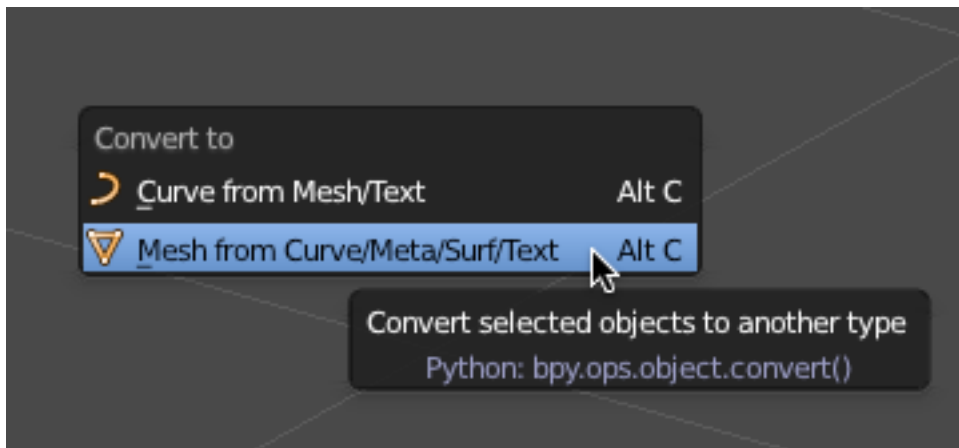 Convert to
Curve from Mesh/Text Alt C
Mesh from Curve/Meta/Surf/Text Alt C
Convert selected objects to another type
Python: bpy.ops.object.convert()